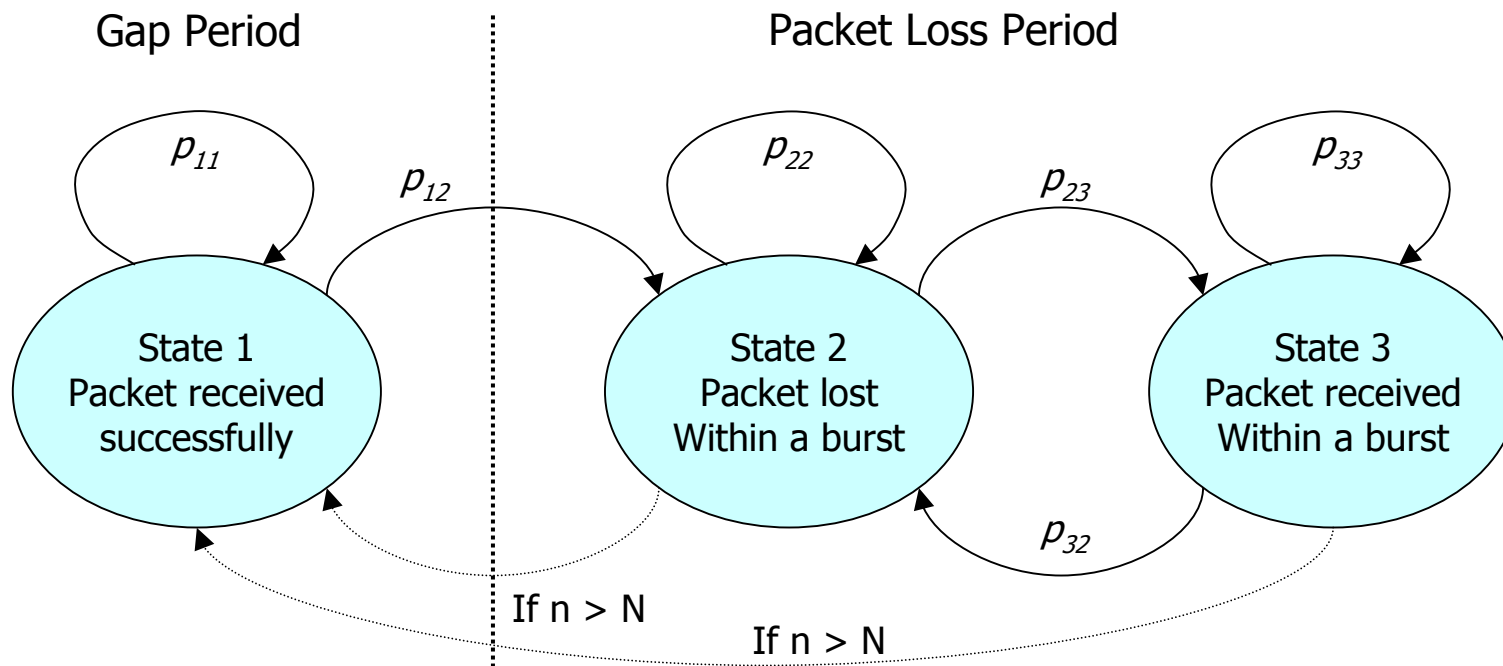 Gap Period
Packet Loss Period
p11
p12
p22
p23
p33
State 1
Packet received
successfully
State 2
Packet lost
Within a burst
State 3
Packet received
Within a burst
p32
If n > N
If n > N